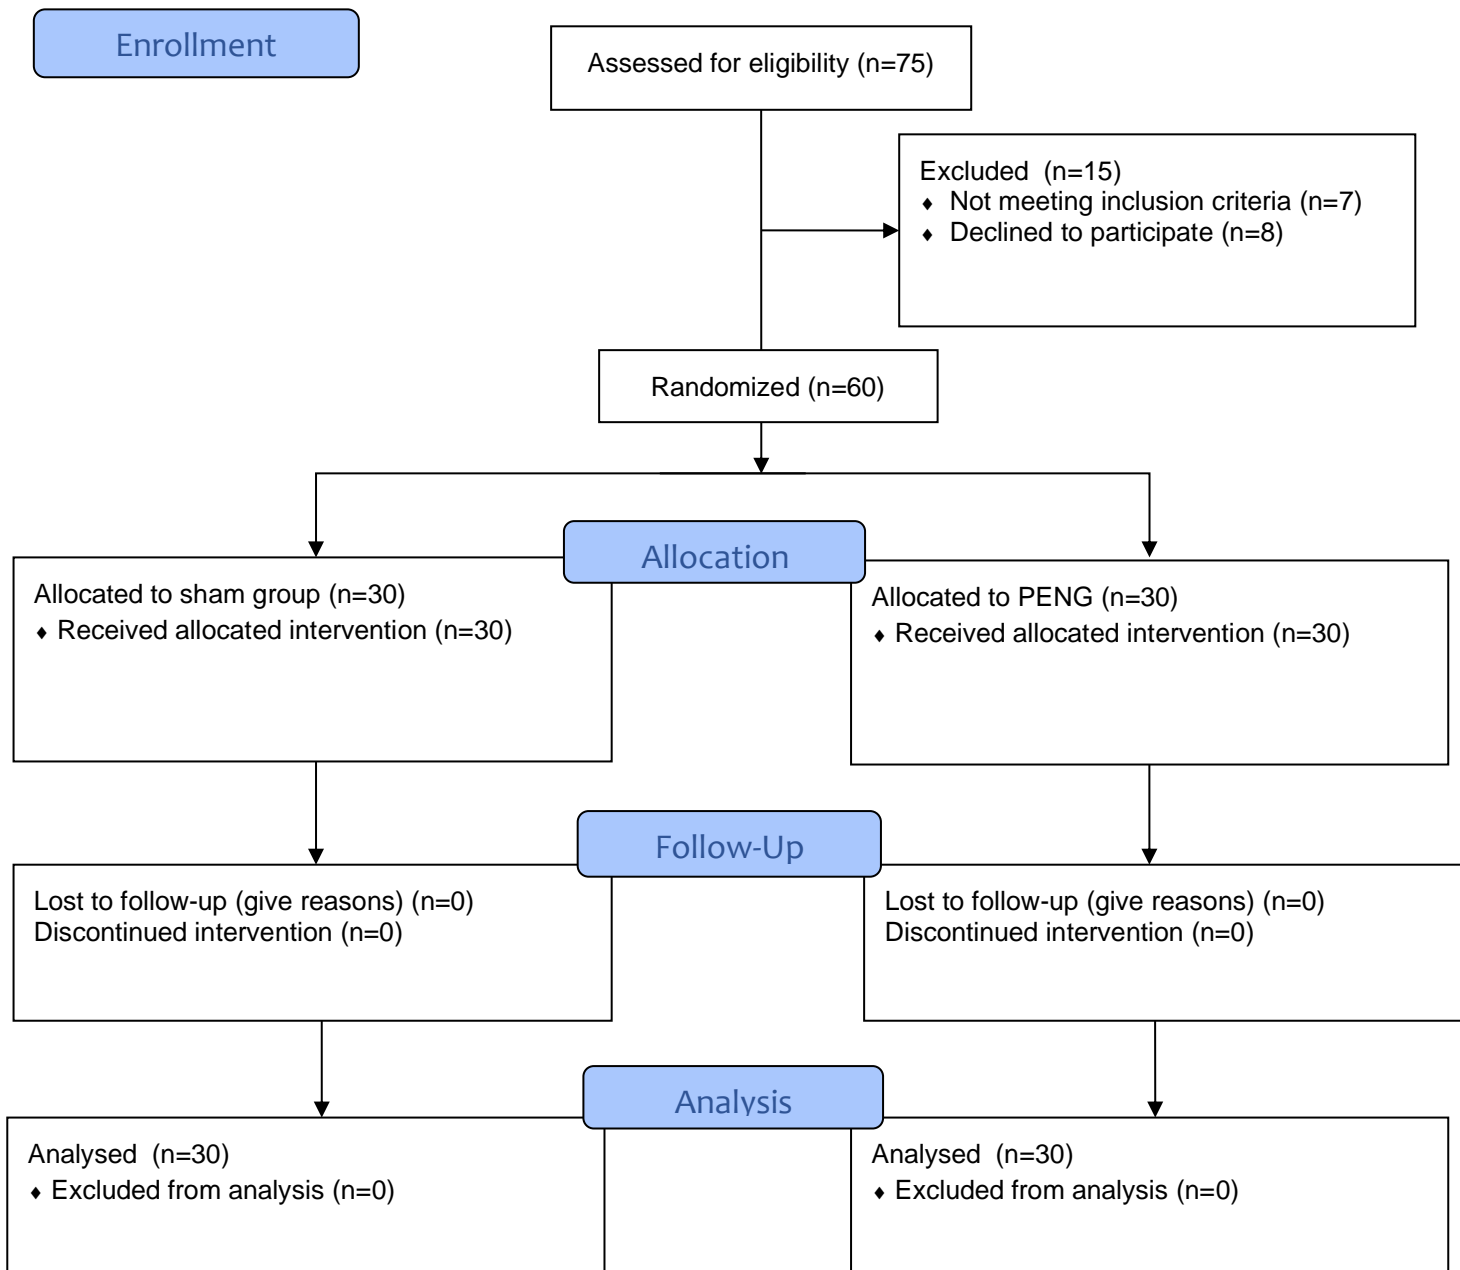 Enrollment
Assessed for eligibility (n=75)
Excluded  (n=15)
♦ Not meeting inclusion criteria (n=7)
♦ Declined to participate (n=8)
Randomized (n=60)
Allocation
Allocated to sham group (n=30)
♦ Received allocated intervention (n=30)
Allocated to PENG (n=30)
♦ Received allocated intervention (n=30)
Follow-Up
Lost to follow-up (give reasons) (n=0)
Discontinued intervention (n=0)
Lost to follow-up (give reasons) (n=0)
Discontinued intervention (n=0)
Analysis
Analysed  (n=30)
♦ Excluded from analysis (n=0)
Analysed  (n=30)
♦ Excluded from analysis (n=0)